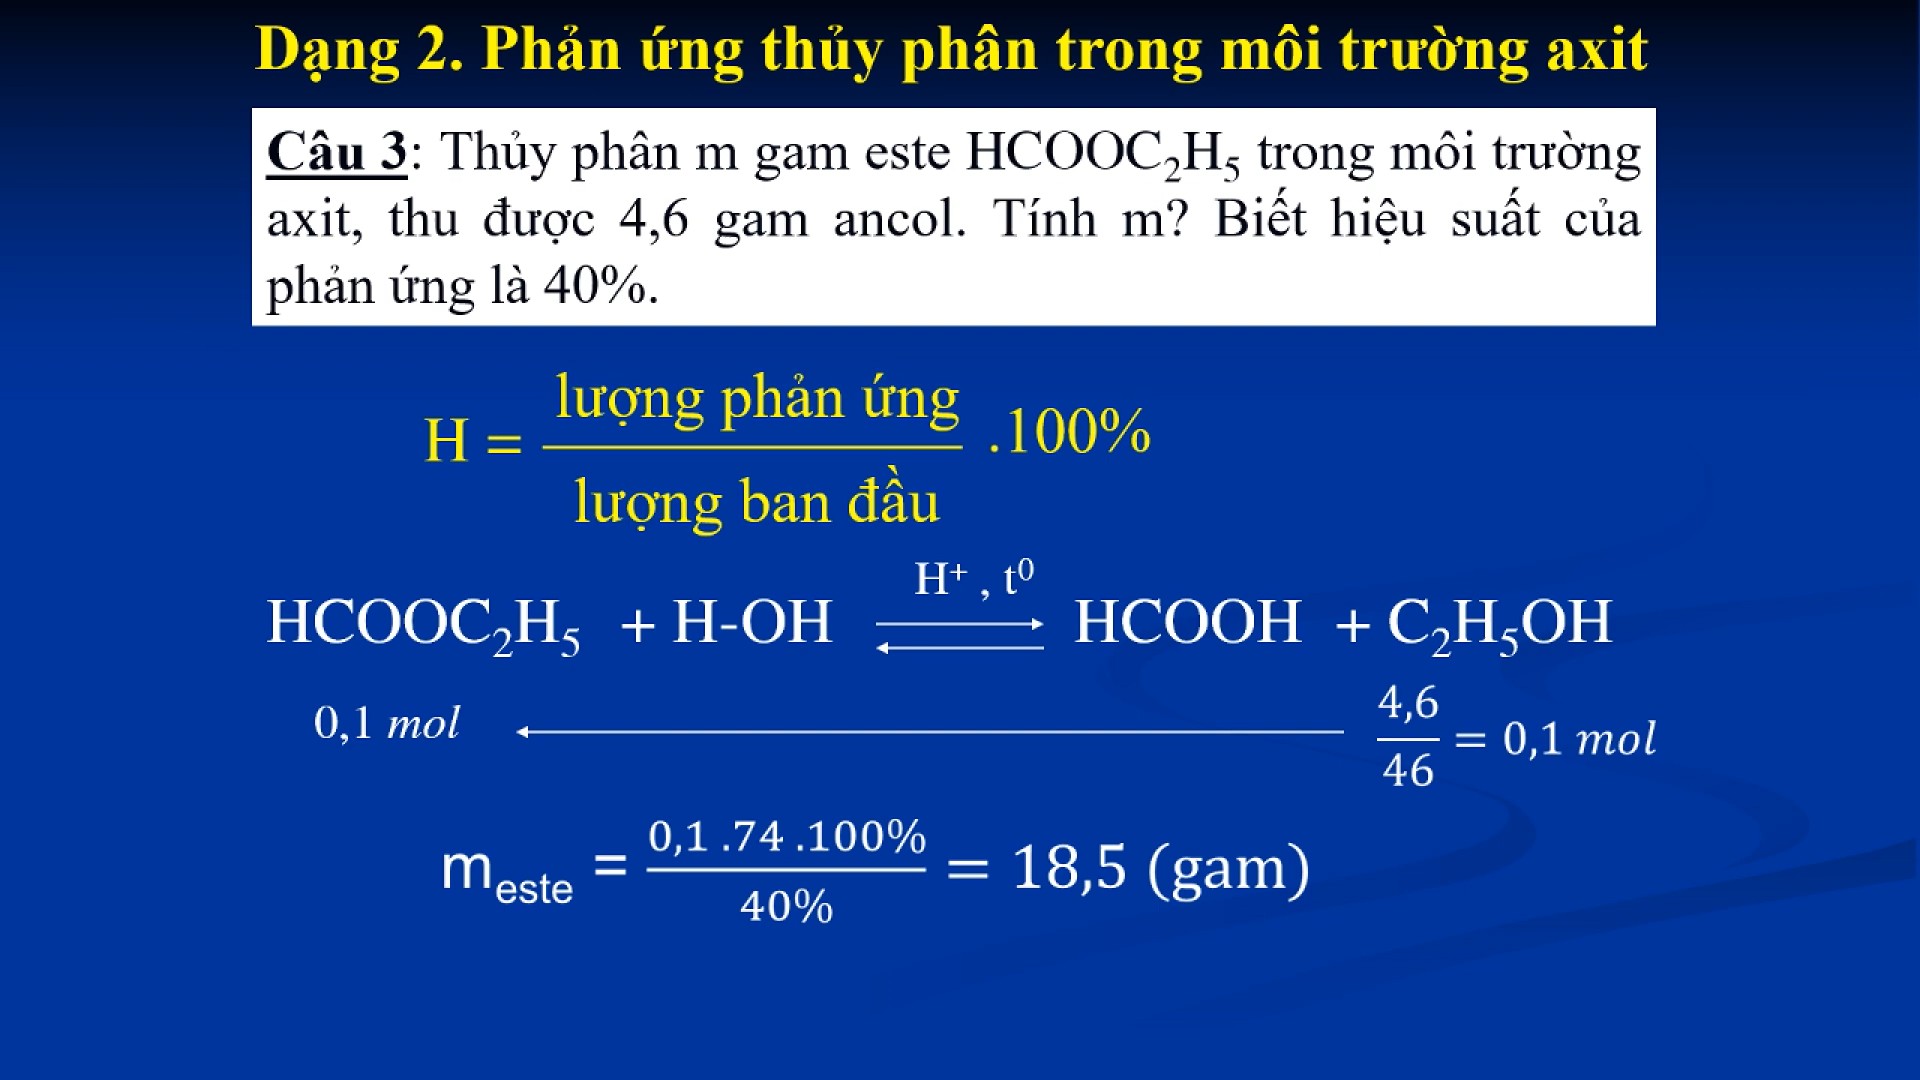 Dạng 2. Phản ứng thủy phân trong môi trường axit
Câu 3: Thủy phân m gam este HCOOC₂H₅ trong môi trường
axit, thu được 4,6 gam ancol. Tính m? Biết hiệu suất của
phản ứng là 40%.
lượng phản ứng
H = .100%
lượng ban đầu
H⁺ , t⁰
HCOOC₂H₅ + H-OH ⇄ HCOOH + C₂H₅OH
0,1 mol ← 4,6/46 = 0,1 mol
mₑₛₜₑ = 0,1 .74 .100%/40% = 18,5 (gam)